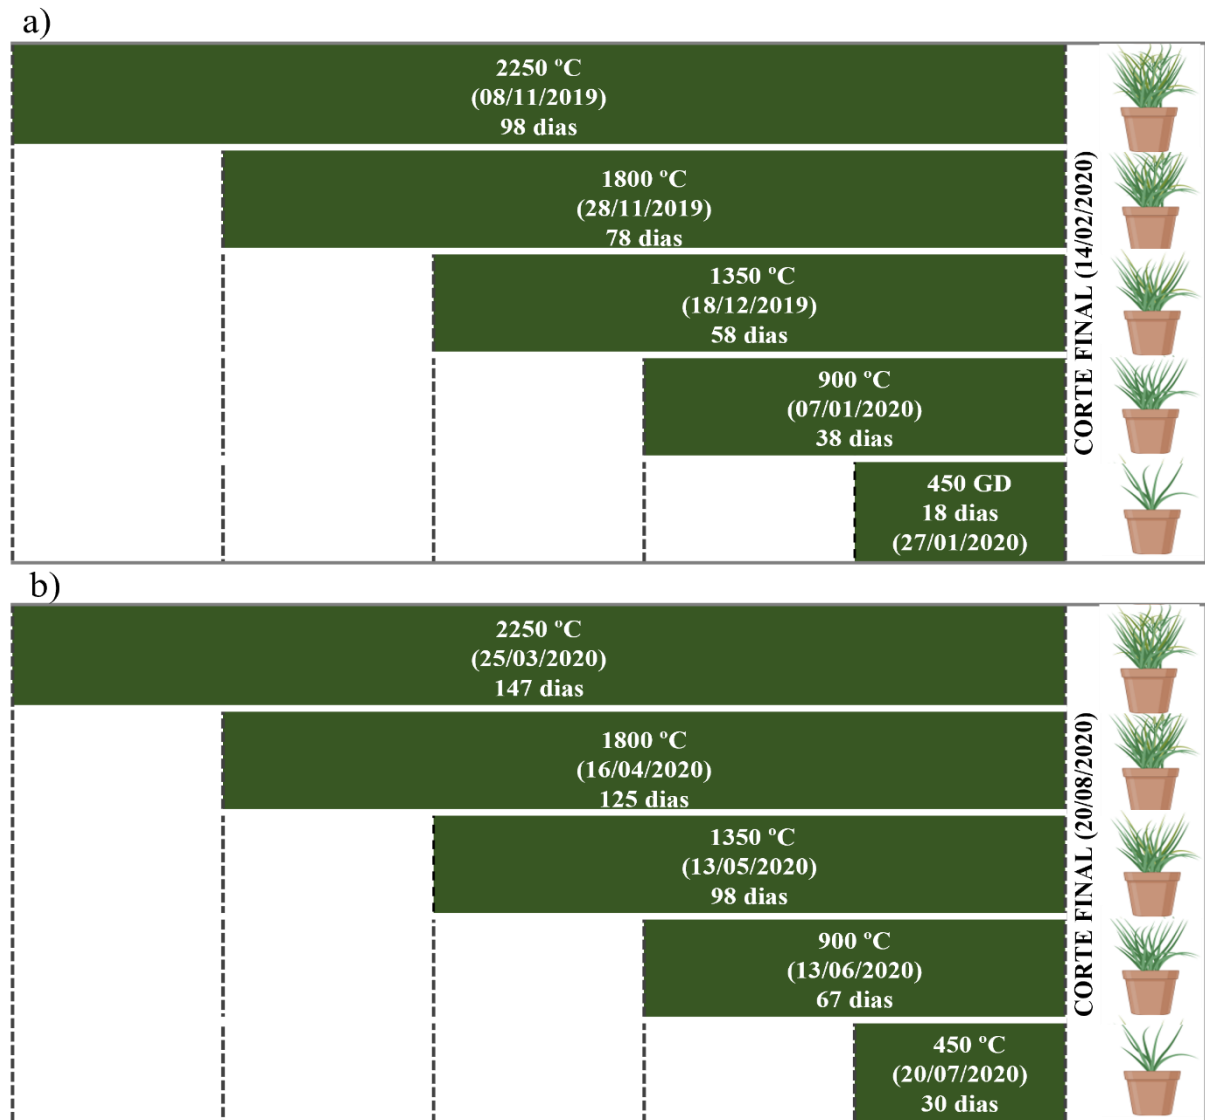 a)
2250 ºC
(08/11/2019)
98 dias
1800 ºC
(28/11/2019)
78 dias
1350 ºC
(18/12/2019)
58 dias
900 ºC
(07/01/2020)
38 dias
450 GD
18 dias
(27/01/2020)
CORTE FINAL (14/02/2020)
b)
2250 ºC
(25/03/2020)
147 dias
1800 ºC
(16/04/2020)
125 dias
1350 ºC
(13/05/2020)
98 dias
900 ºC
(13/06/2020)
67 dias
450 ºC
(20/07/2020)
30 dias
CORTE FINAL (20/08/2020)